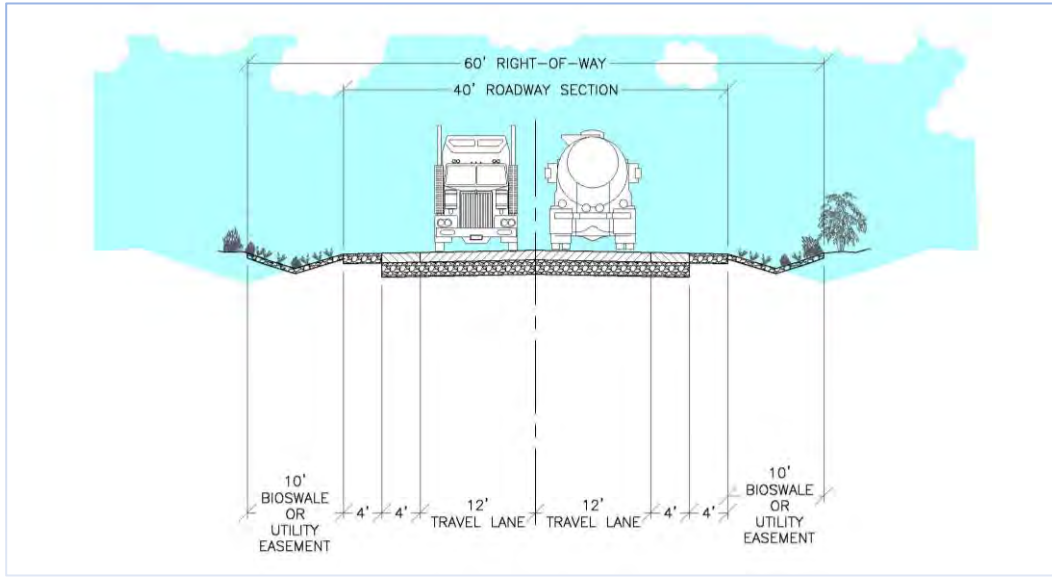 60' RIGHT-OF-WAY
40' ROADWAY SECTION
10'
BIOSWALE
OR
UTILITY
EASEMENT
4'
4'
12'
TRAVEL LANE
12'
TRAVEL LANE
4'
4'
10'
BIOSWALE
OR
UTILITY
EASEMENT